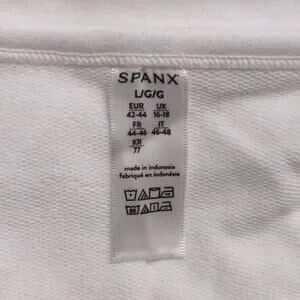 SPANX
L/G/G
EUR UK
42-44 16-18
FR IT
44-46 46-48
KR
77
made in indonesia
fabriqué en indonésie